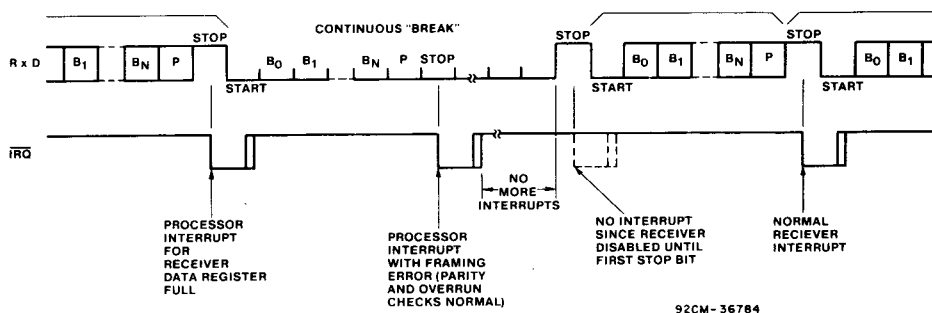 CONTINUOUS "BREAK"
STOP
STOP
STOP
R x D
B1
BN
P
B0
B1
BN
P
STOP
B0
B1
BN
P
B0
B1
START
START
START
IRQ
NO
MORE
INTERRUPTS
PROCESSOR
INTERRUPT
FOR
RECEIVER
DATA REGISTER
FULL
PROCESSOR
INTERRUPT
WITH FRAMING
ERROR (PARITY
AND OVERRUN
CHECKS NORMAL)
NO INTERRUPT
SINCE RECEIVER
DISABLED UNTIL
FIRST STOP BIT
NORMAL
RECIEVER
INTERRUPT
92CM-36784